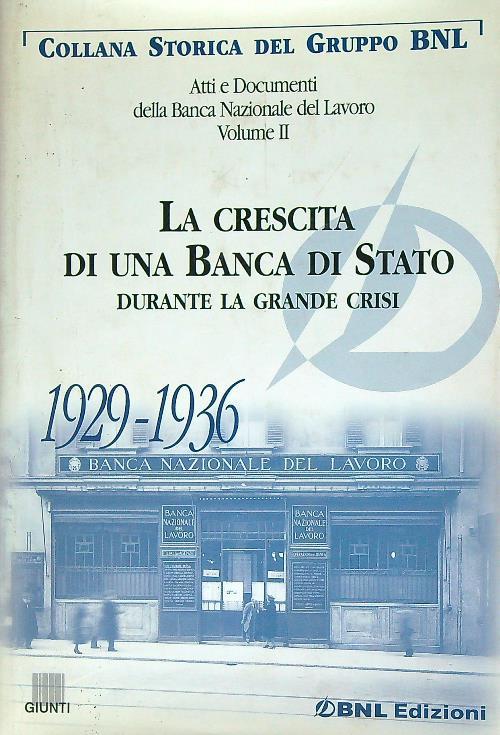 COLLANA STORICA DEL GRUPPO BNL
Atti e Documenti
della Banca Nazionale del Lavoro
Volume II
LA CRESCITA
DI UNA BANCA DI STATO
DURANTE LA GRANDE CRISI
1929-1936
BANCA NAZIONALE DEL LAVORO
BANCA
NAZIONALE
DEL
LAVORO
BANCA
NAZIONALE
DEL
LAVORO
GIUNTI
BNL Edizioni